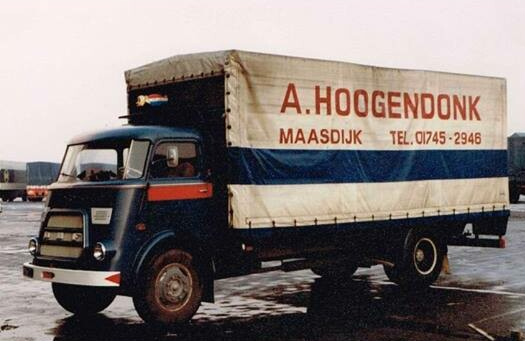 A. HOOGENDONK
MAASDIJK TEL. 01745-2946